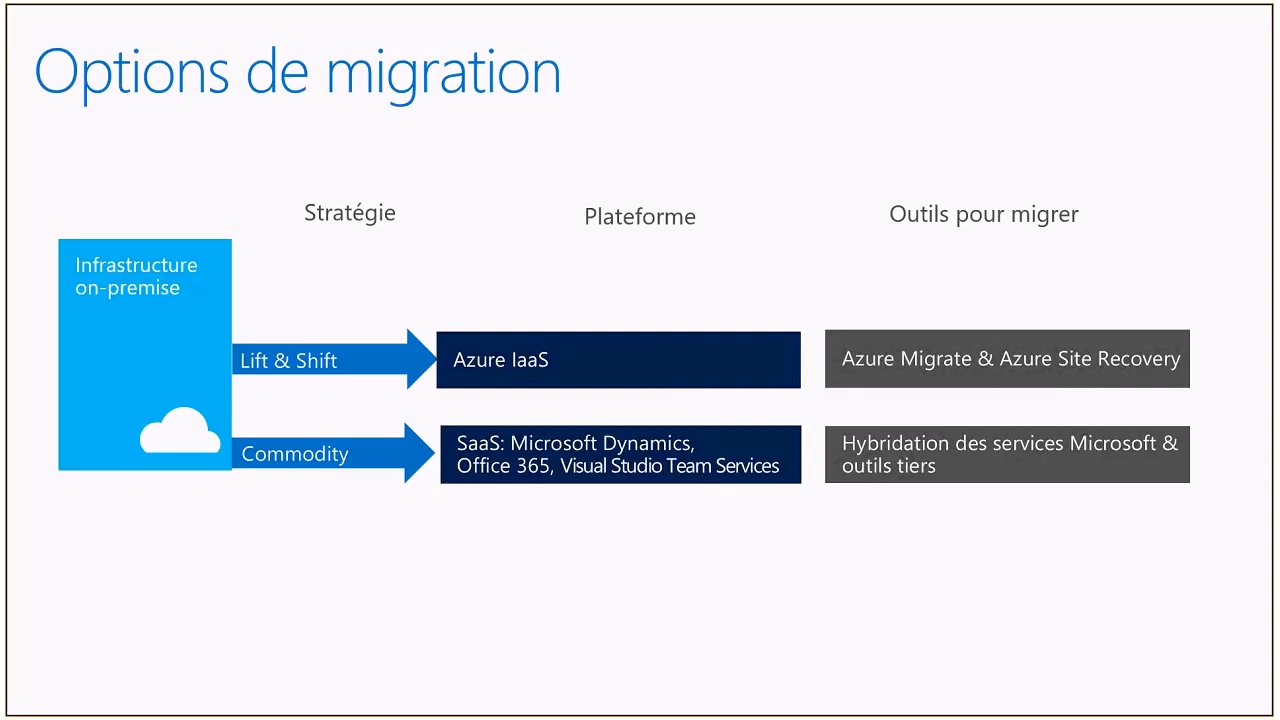 Options de migration
Stratégie
Plateforme
Outils pour migrer
Infrastructure
on-premise
Lift & Shift
Azure IaaS
Azure Migrate & Azure Site Recovery
Commodity
SaaS: Microsoft Dynamics,
Office 365, Visual Studio Team Services
Hybridation des services Microsoft &
outils tiers